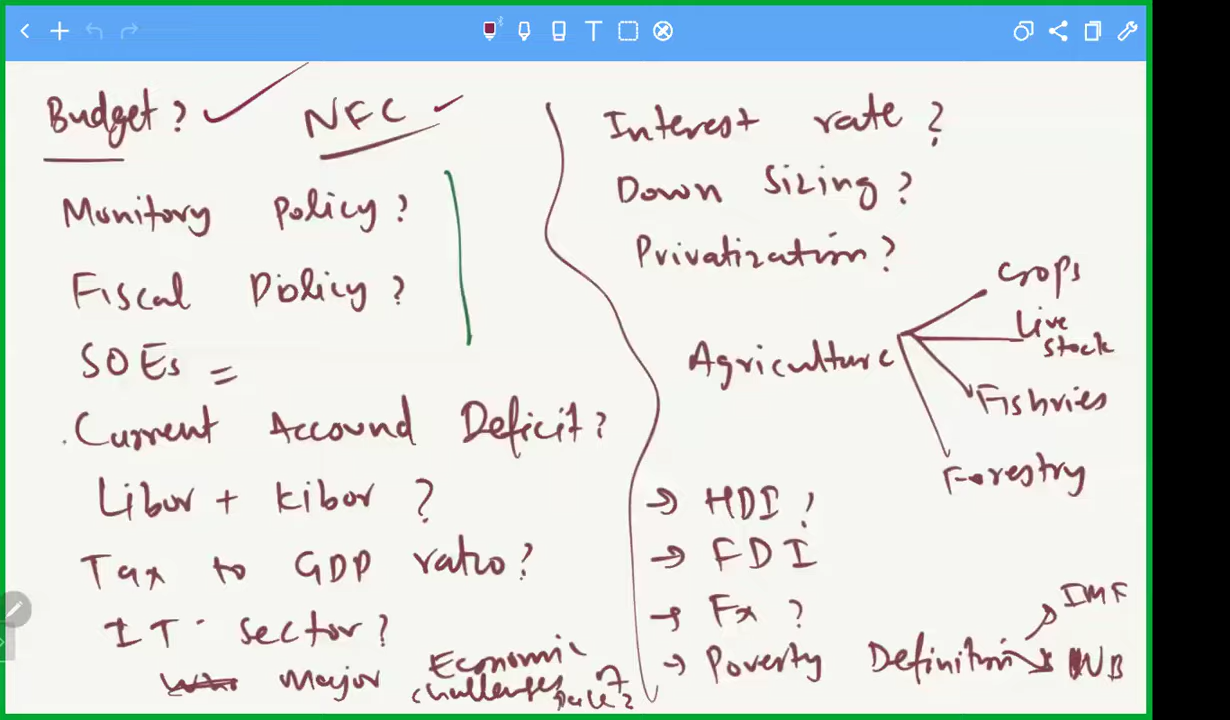 Budget? NFC
Monitory Policy?
Fiscal Policy?
SOEs =
Current Accound Deficit?
Libor + Kibor ?
Tax to GDP ratio?
IT sector?
Major Economic challenges of
Interest rate ?
Down Sizing ?
Privatization ?
Agriculture
Crops
Live stock
Fishries
Forestry
→ HDI ?
→ FDI
→ Fx ?
→ Poverty Definition
IMF
WB